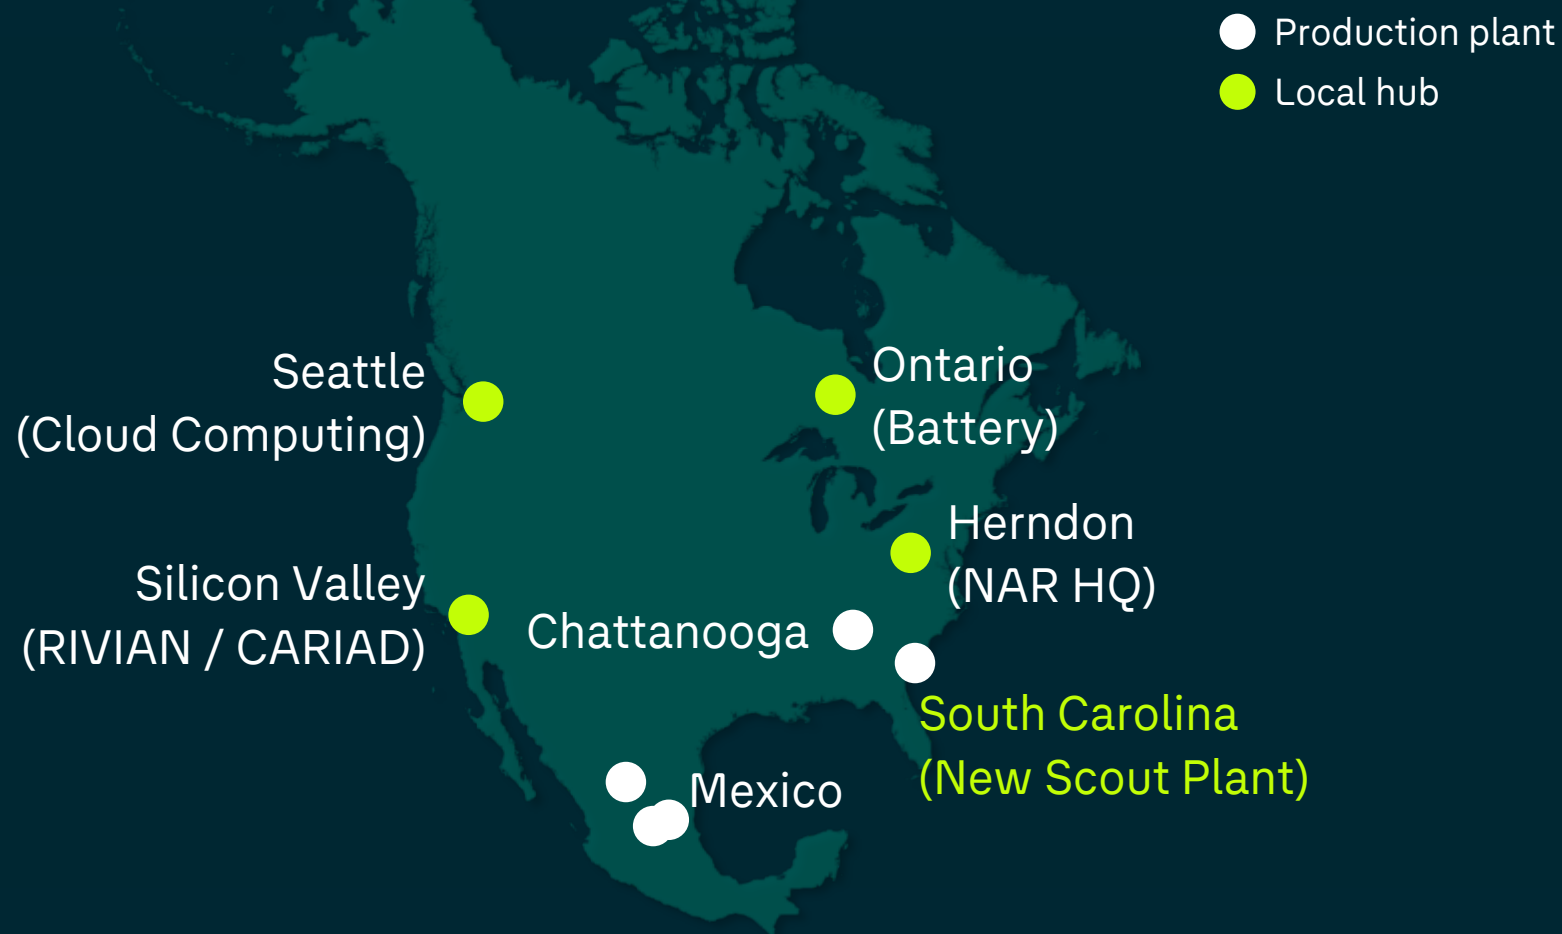 Production plant
Local hub
Seattle
(Cloud Computing)
Ontario
(Battery)
Herndon
(NAR HQ)
Silicon Valley
(RIVIAN / CARIAD)
Chattanooga
South Carolina
(New Scout Plant)
Mexico